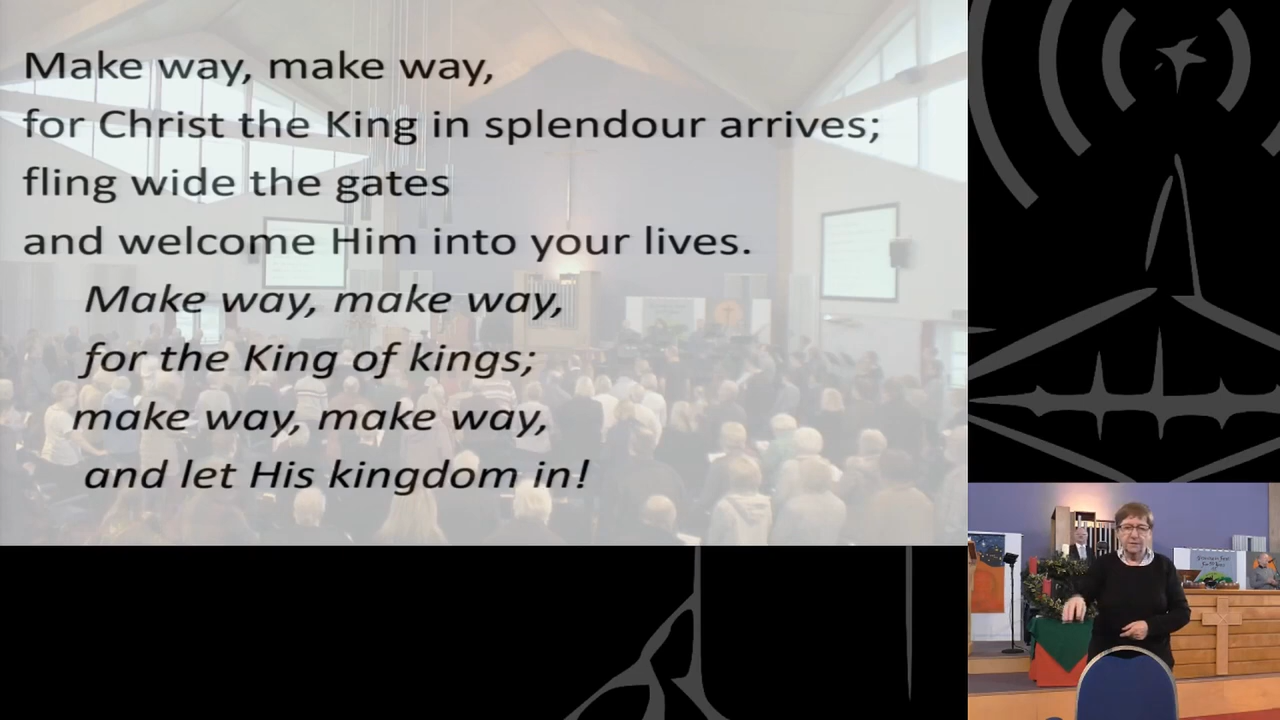 Make way, make way,
for Christ the King in splendour arrives;
fling wide the gates
and welcome Him into your lives.
Make way, make way,
for the King of kings;
make way, make way,
and let His kingdom in!